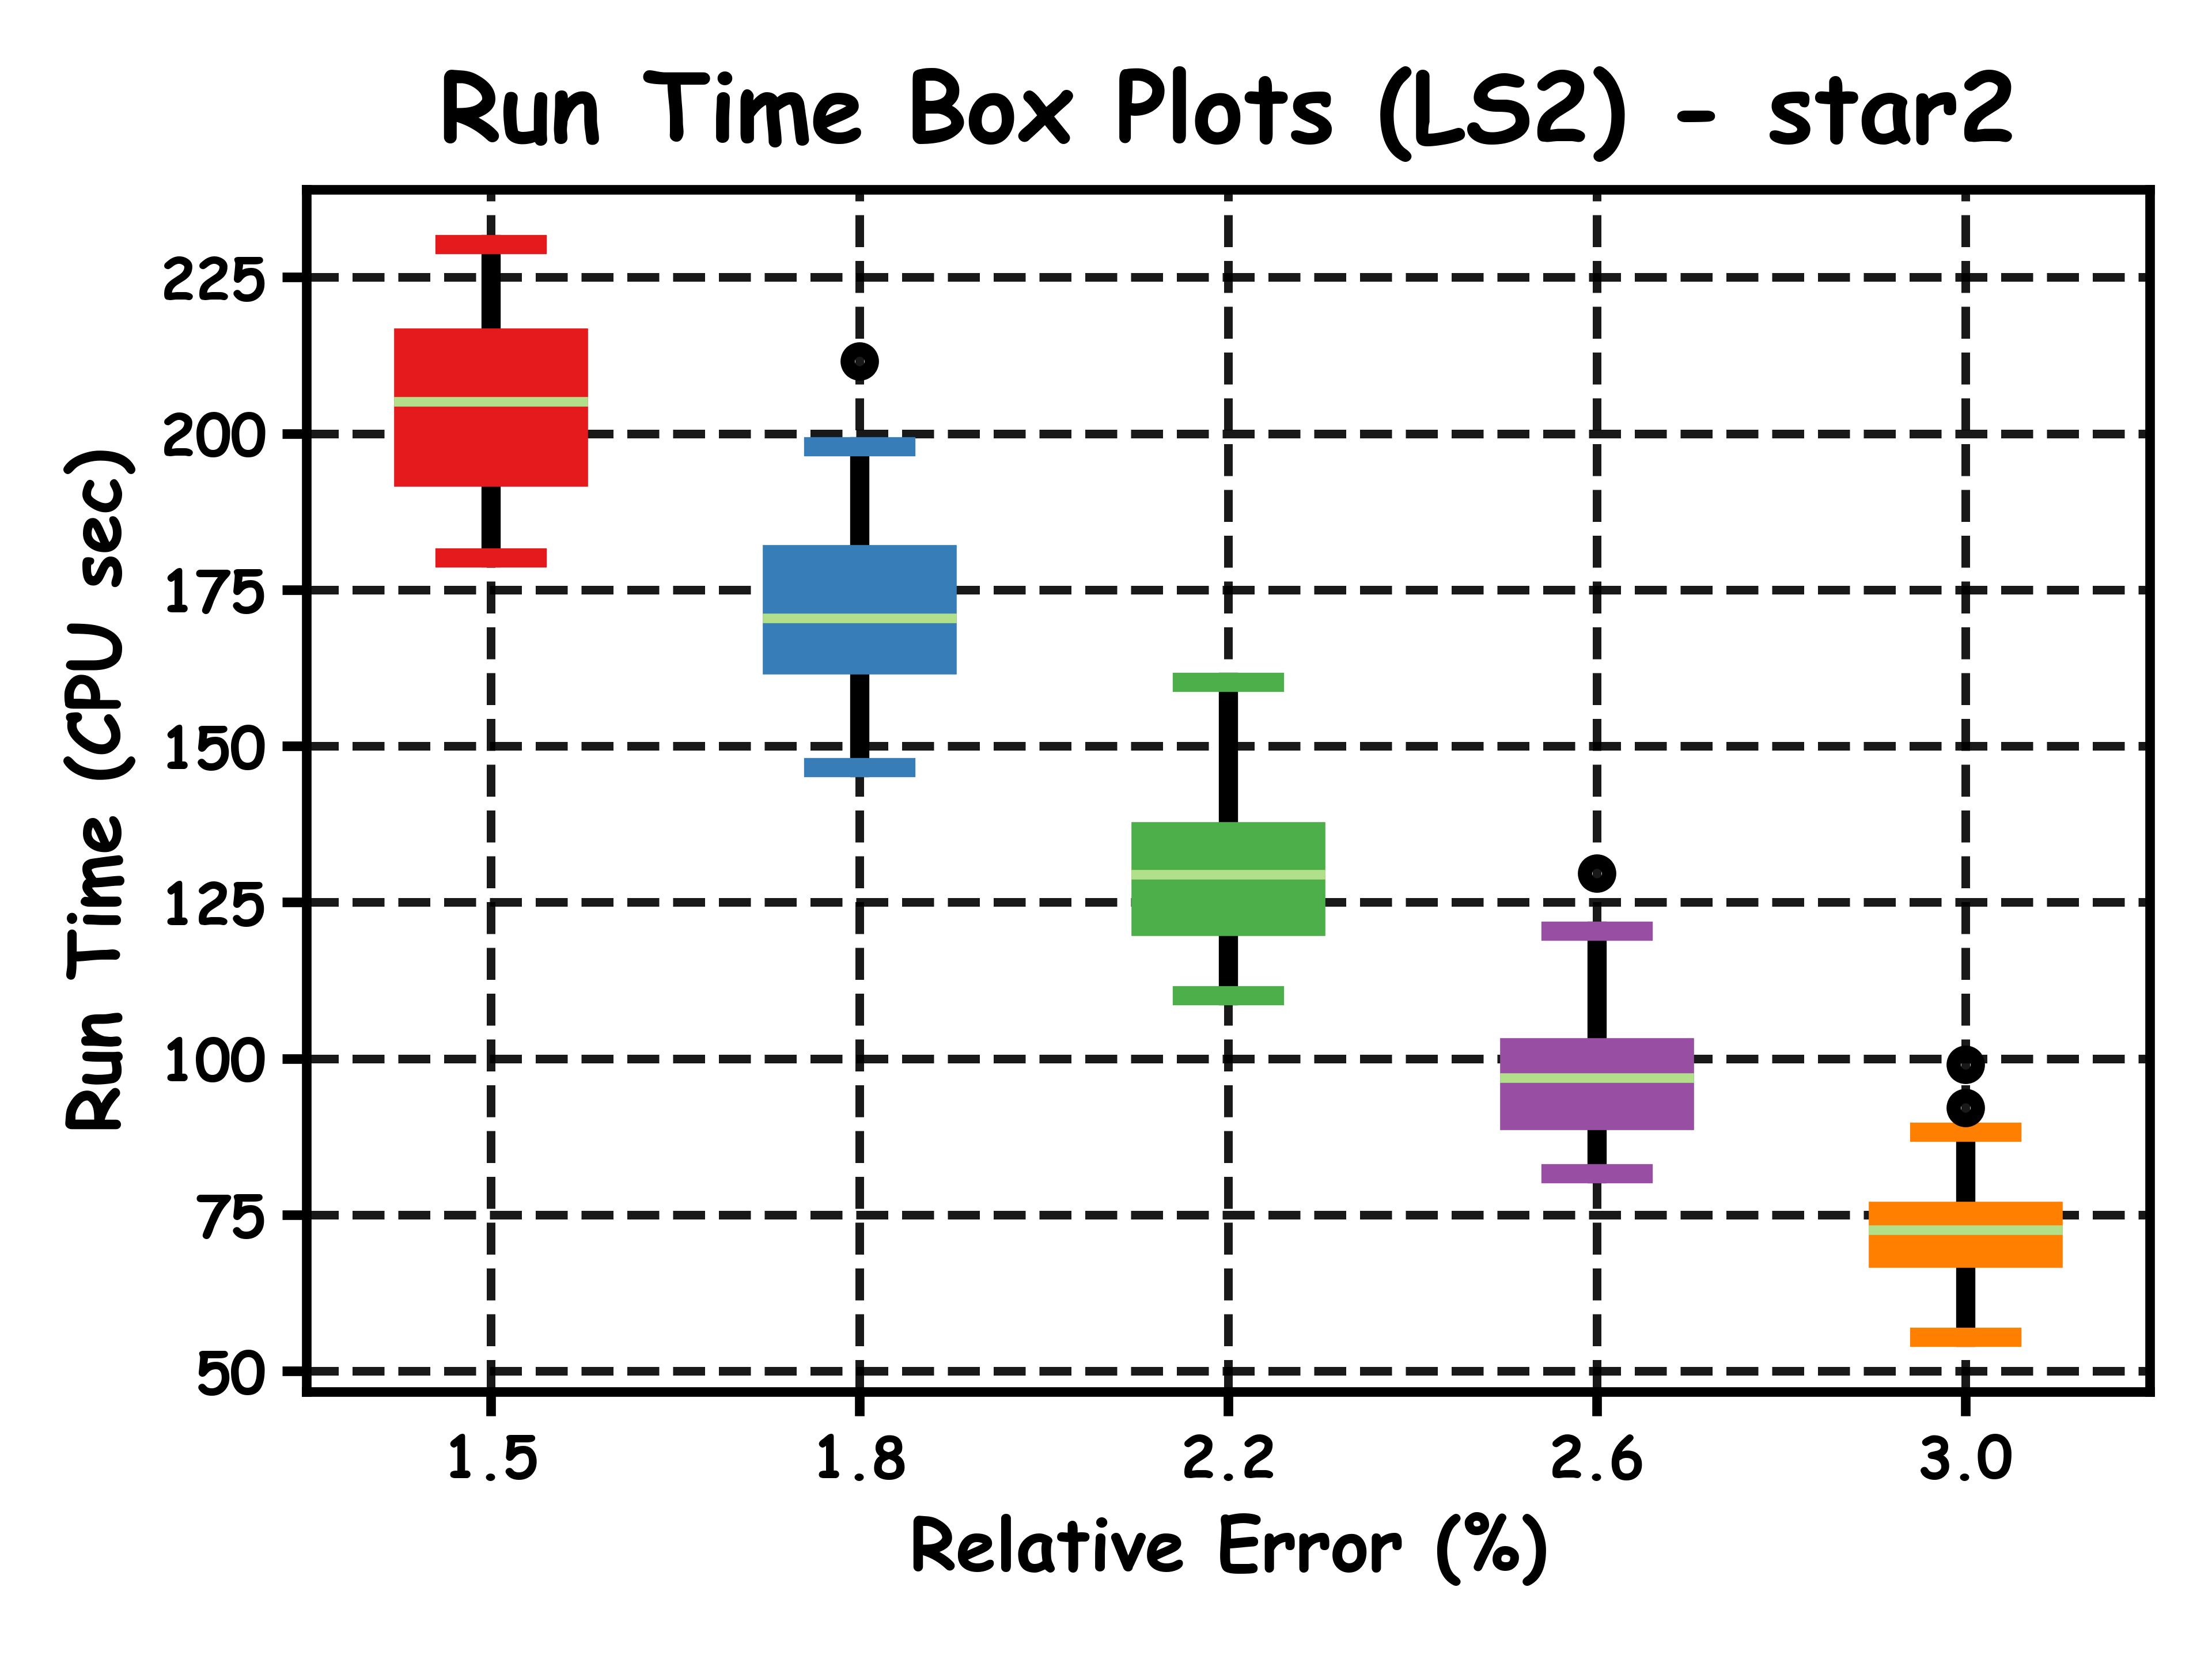 Run Time Box Plots (LS2) - star2
Run Time (CPU sec)
225
200
175
150
125
100
75
50
1.5 1.8 2.2 2.6 3.0
Relative Error (%)